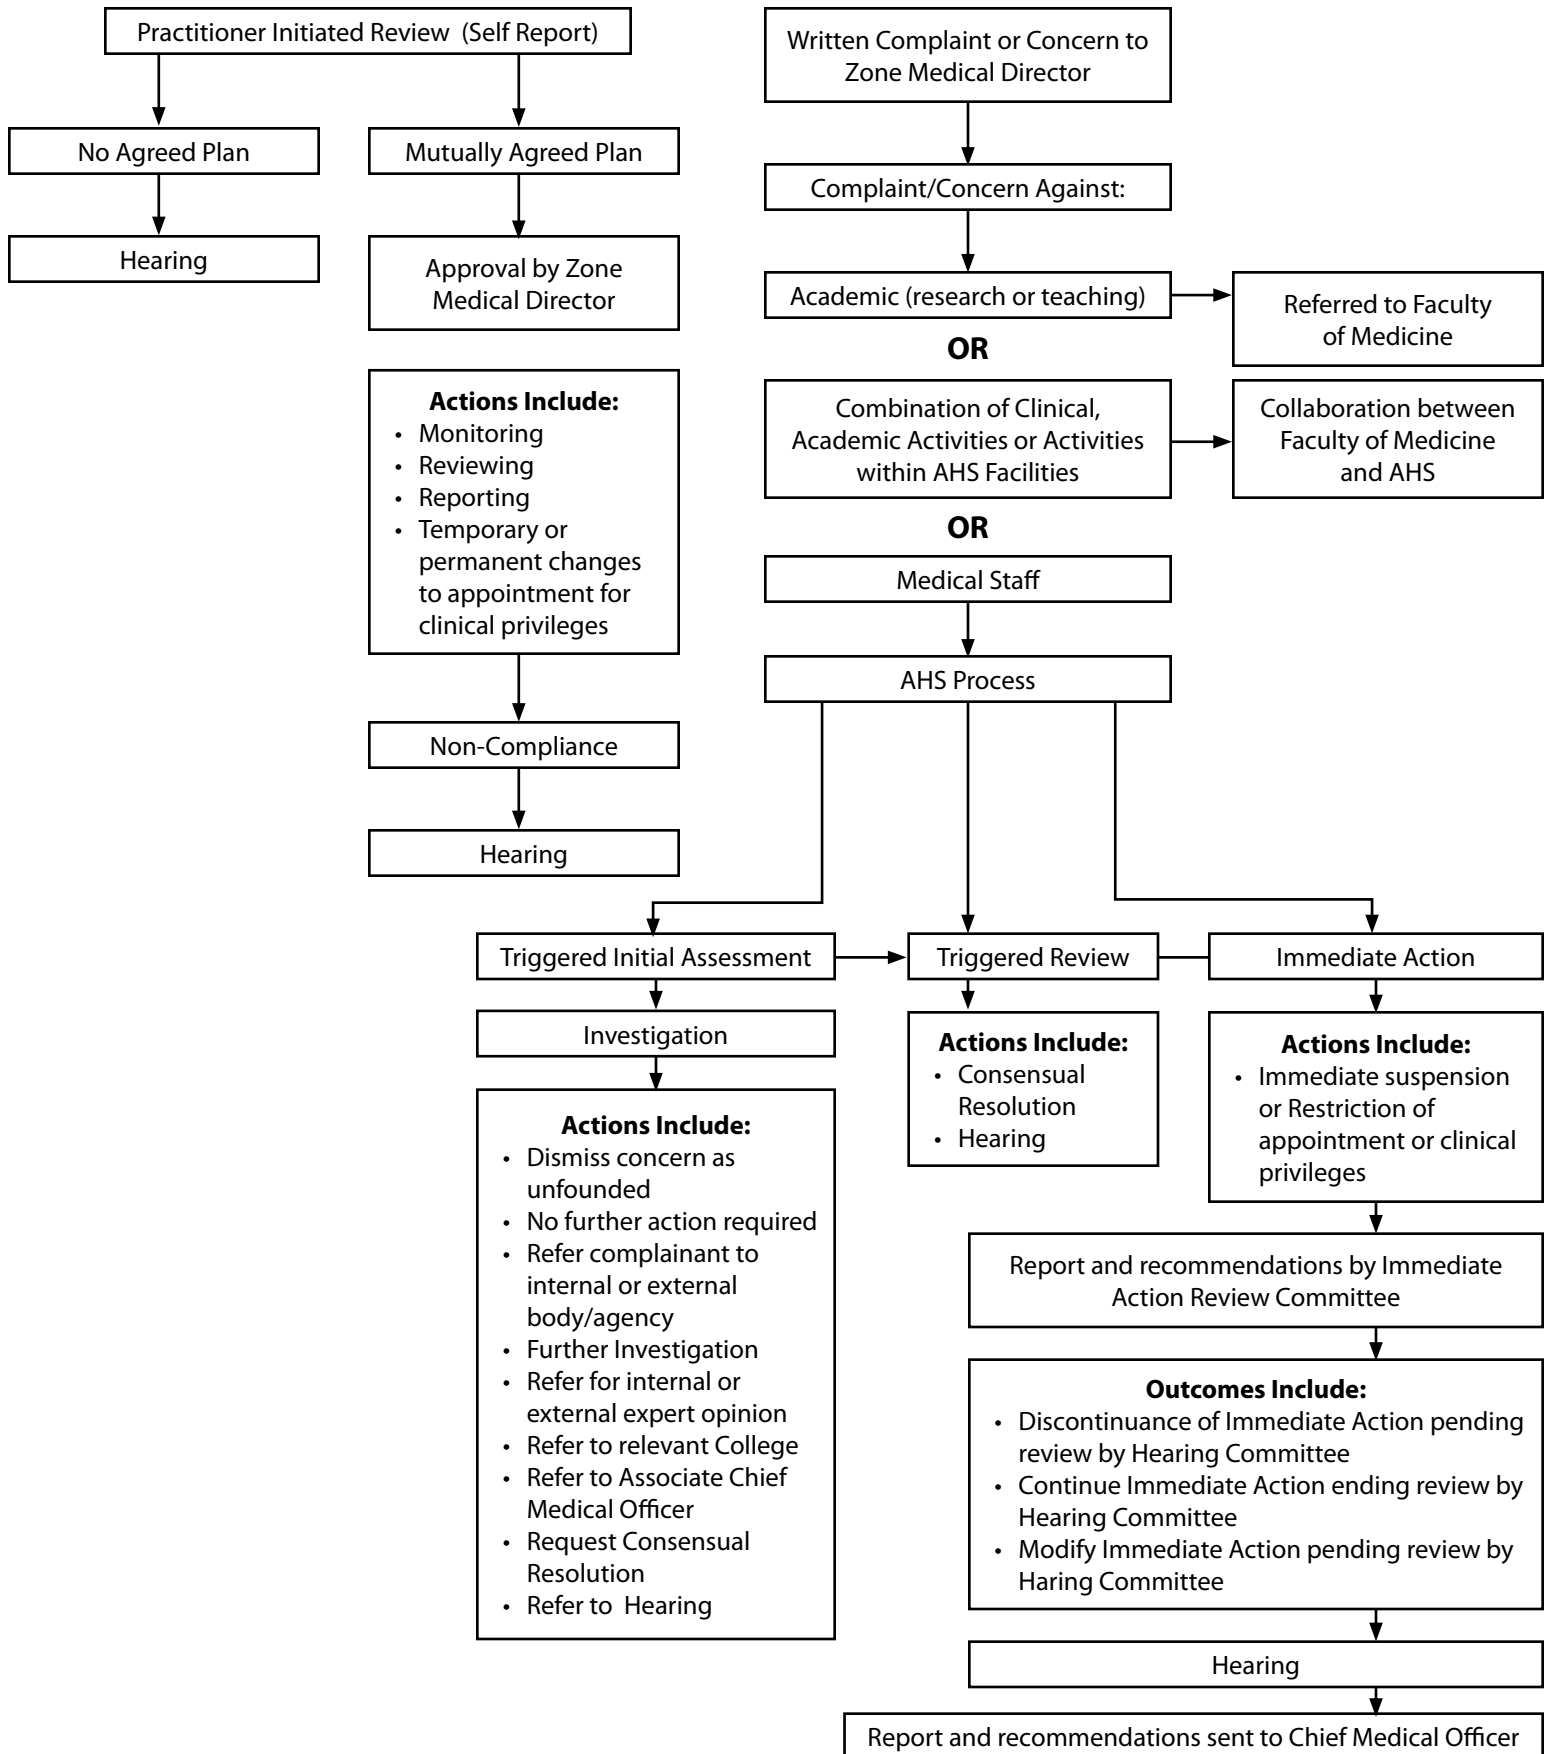 Practitioner Initiated Review  (Self Report)
No Agreed Plan
Hearing
Mutually Agreed Plan
Approval by Zone
Medical Director
Actions Include:
• Monitoring
• Reviewing
• Reporting
• Temporary or
permanent changes
to appointment for
clinical privileges
Non-Compliance
Hearing
Written Complaint or Concern to
Zone Medical Director
Complaint/Concern Against:
Academic (research or teaching)
Referred to Faculty
of Medicine
OR
Combination of Clinical,
Academic Activities or Activities
within AHS Facilities
Collaboration between
Faculty of Medicine
and AHS
OR
Medical Staff
AHS Process
Triggered Initial Assessment
Investigation
Actions Include:
• Dismiss concern as
unfounded
• No further action required
• Refer complainant to
internal or external
body/agency
• Further Investigation
• Refer for internal or
external expert opinion
• Refer to relevant College
• Refer to Associate Chief
Medical Officer
• Request Consensual
Resolution
• Refer to  Hearing
Triggered Review
Actions Include:
• Consensual
Resolution
• Hearing
Immediate Action
Actions Include:
• Immediate suspension
or Restriction of
appointment or clinical
privileges
Report and recommendations by Immediate
Action Review Committee
Outcomes Include:
• Discontinuance of Immediate Action pending
review by Hearing Committee
• Continue Immediate Action ending review by
Hearing Committee
• Modify Immediate Action pending review by
Haring Committee
Hearing
Report and recommendations sent to Chief Medical Officer